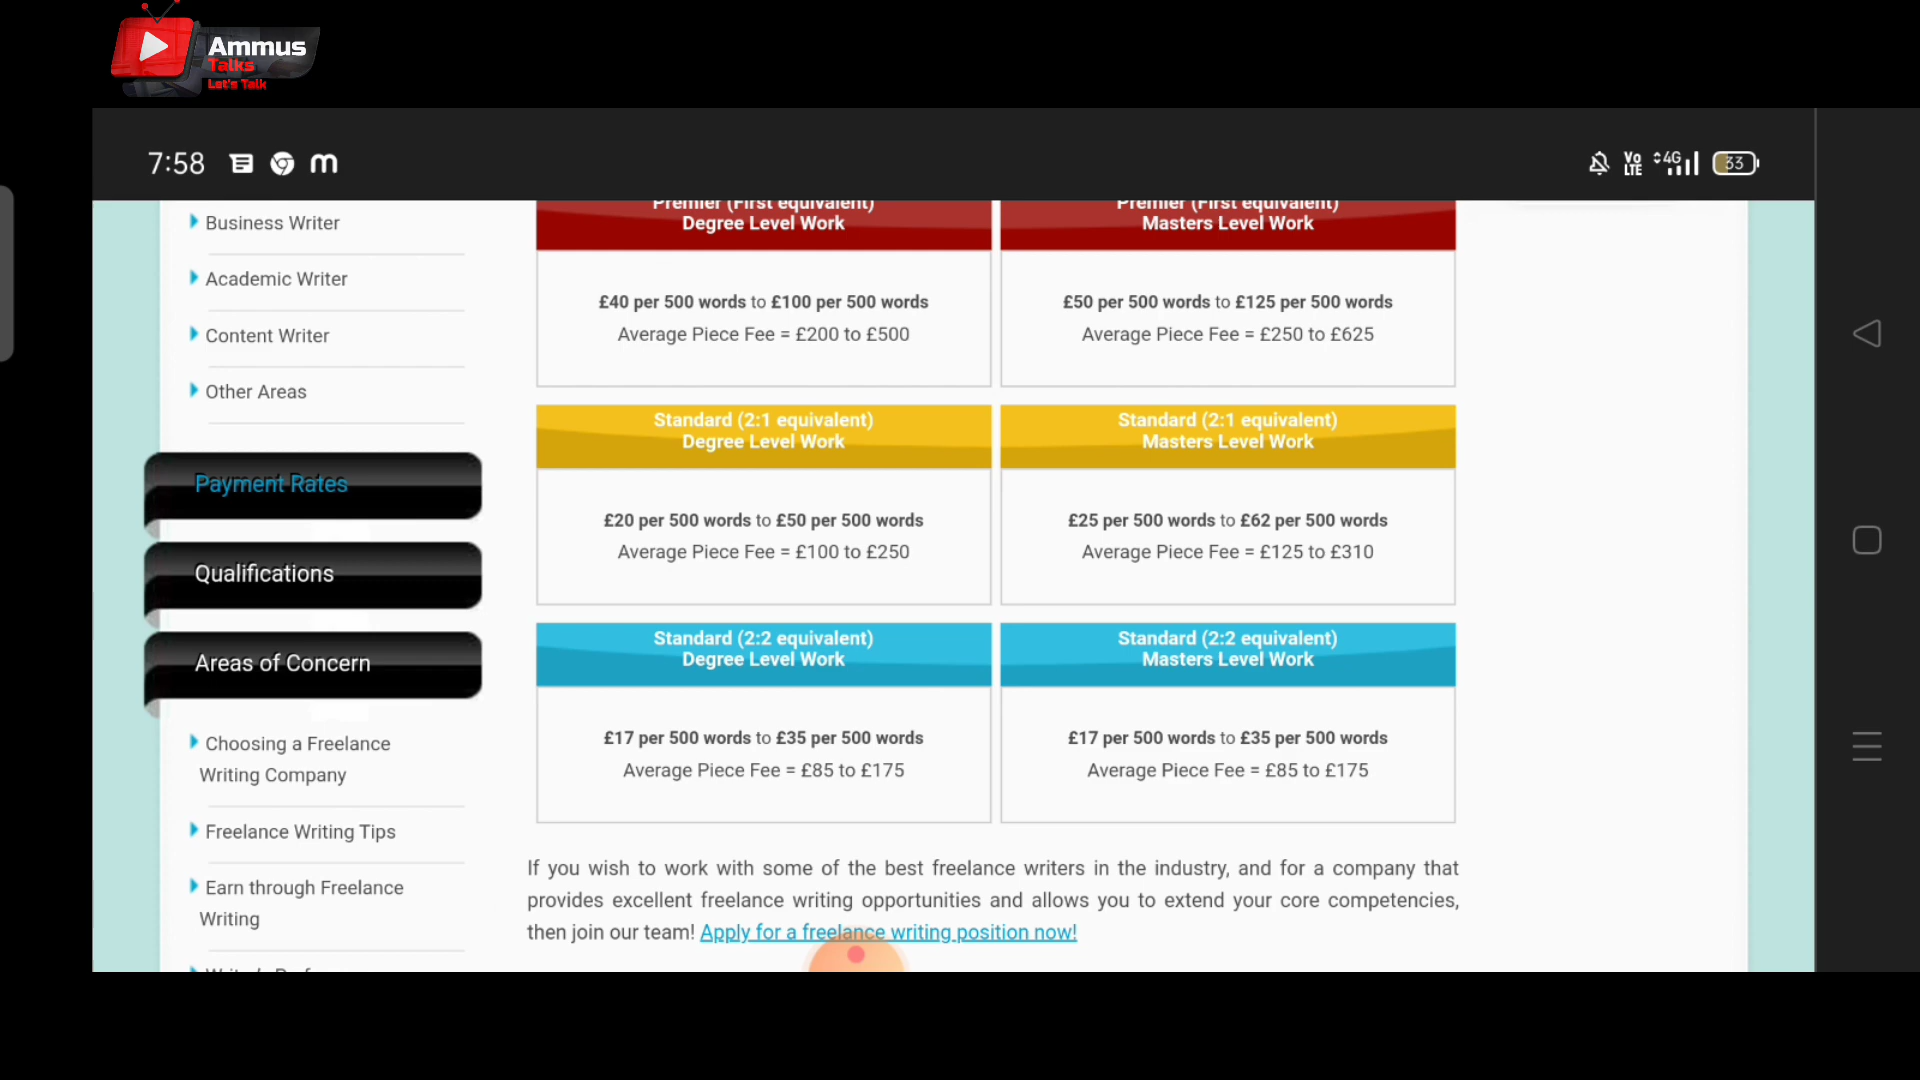 Ammus
Talks
Let's Talk
7:58
Vo
LTE
4G
33
Business Writer
Academic Writer
Content Writer
Other Areas
Payment Rates
Qualifications
Areas of Concern
Choosing a Freelance
Writing Company
Freelance Writing Tips
Earn through Freelance
Writing
Premier (First equivalent)
Degree Level Work
£40 per 500 words to £100 per 500 words
Average Piece Fee = £200 to £500
Premier (First equivalent)
Masters Level Work
£50 per 500 words to £125 per 500 words
Average Piece Fee = £250 to £625
Standard (2:1 equivalent)
Degree Level Work
£20 per 500 words to £50 per 500 words
Average Piece Fee = £100 to £250
Standard (2:1 equivalent)
Masters Level Work
£25 per 500 words to £62 per 500 words
Average Piece Fee = £125 to £310
Standard (2:2 equivalent)
Degree Level Work
£17 per 500 words to £35 per 500 words
Average Piece Fee = £85 to £175
Standard (2:2 equivalent)
Masters Level Work
£17 per 500 words to £35 per 500 words
Average Piece Fee = £85 to £175
If you wish to work with some of the best freelance writers in the industry, and for a company that
provides excellent freelance writing opportunities and allows you to extend your core competencies,
then join our team! Apply for a freelance writing position now!